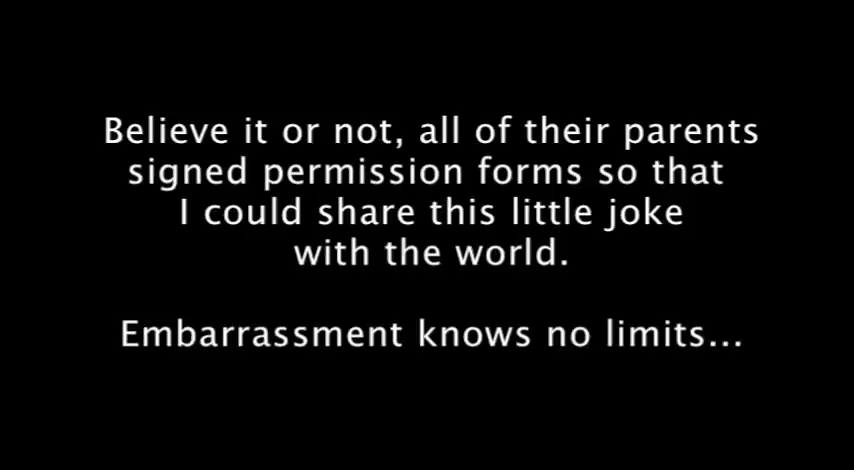 Believe it or not, all of their parents
signed permission forms so that
I could share this little joke
with the world.
Embarrassment knows no limits...